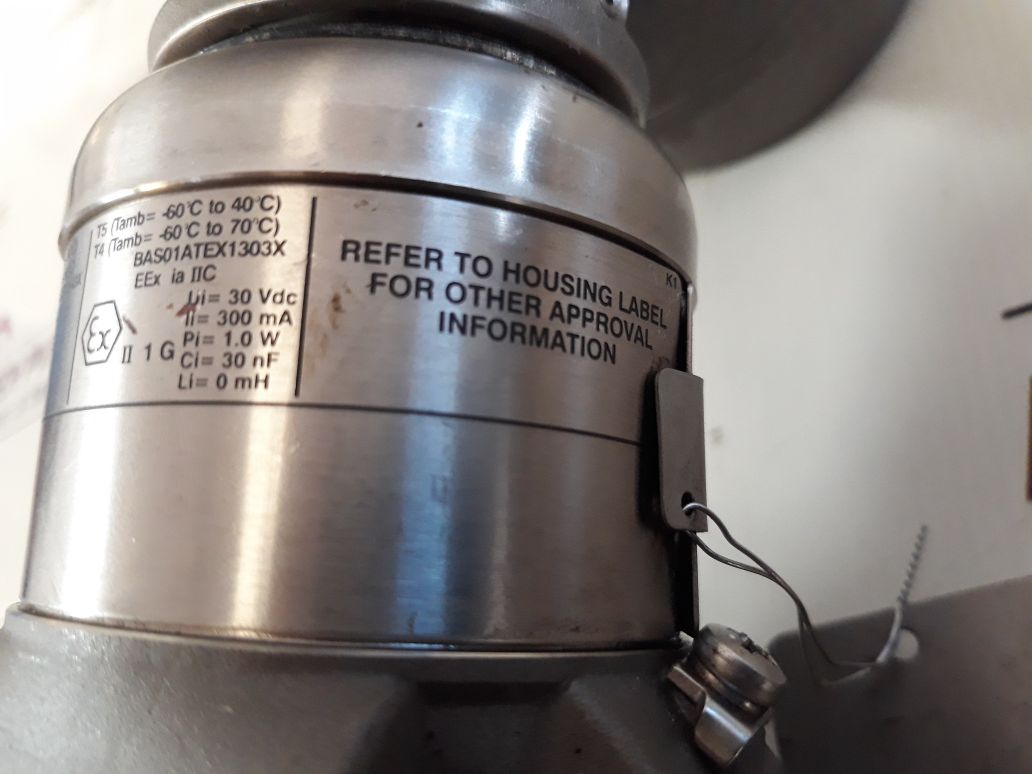 T5 (Tamb= -60°C to 40°C)
T4 (Tamb= -60°C to 70°C)
BAS01ATEX1303X
EEx ia IIC
Ui= 30 Vdc
Ii= 300 mA
Pi= 1.0 W
Ci= 30 nF
Li= 0 mH
Ex
II 1 G
K1
REFER TO HOUSING LABEL
FOR OTHER APPROVAL
INFORMATION